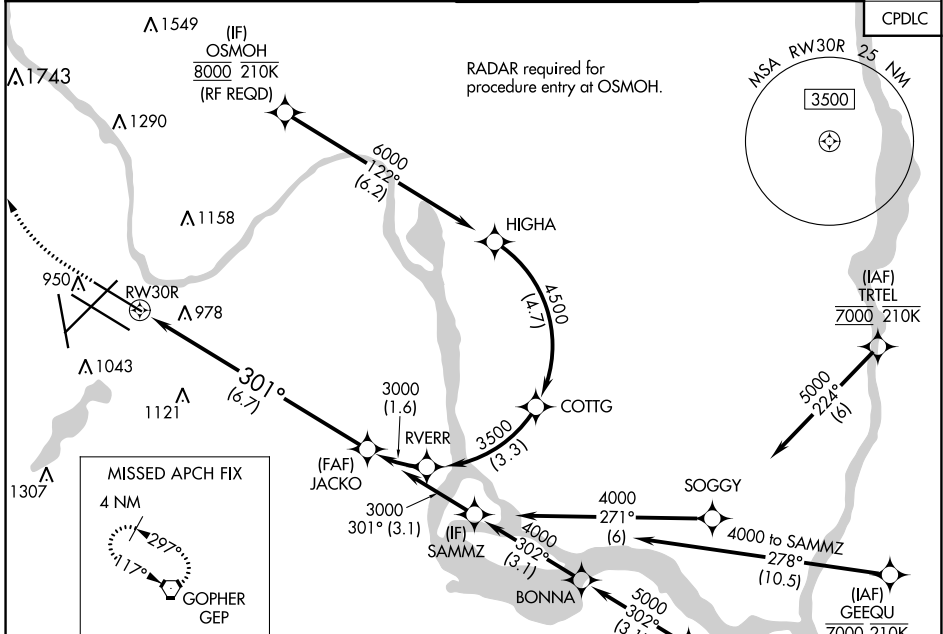 CPDLC
1549
(IF)
OSMOH
8000 210K
(RF REQD)
1743
RADAR required for
procedure entry at OSMOH.
MSA RW30R 25 NM
3500
1290
6000
122°
(6.2)
1158
HIGHA
4500
(4.7)
950
RW30R
978
(IAF)
TRTEL
7000 210K
5000
224°
(6)
1043
301°
(6.7)
1121
3000
(1.6)
COTTG
RVERR
3500
(3.3)
(FAF)
JACKO
1307
MISSED APCH FIX
4 NM
297°
117°
GOPHER
GEP
3000
301° (3.1)
(IF)
SAMMZ
SOGGY
4000
271°
(6)
4000 to SAMMZ
278°
(10.5)
4000
302°
(3.1)
BONNA
(IAF)
GEEQU
7000 210K
5000
302°